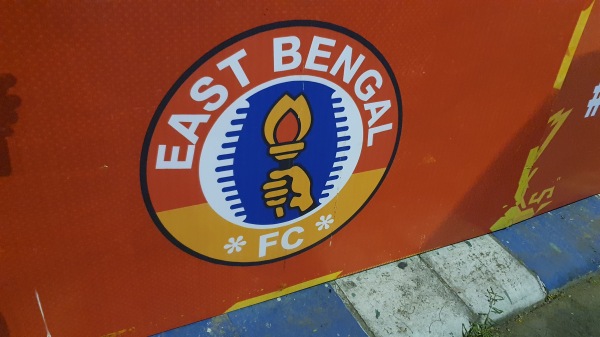 EAST BENGAL
* FC *
#